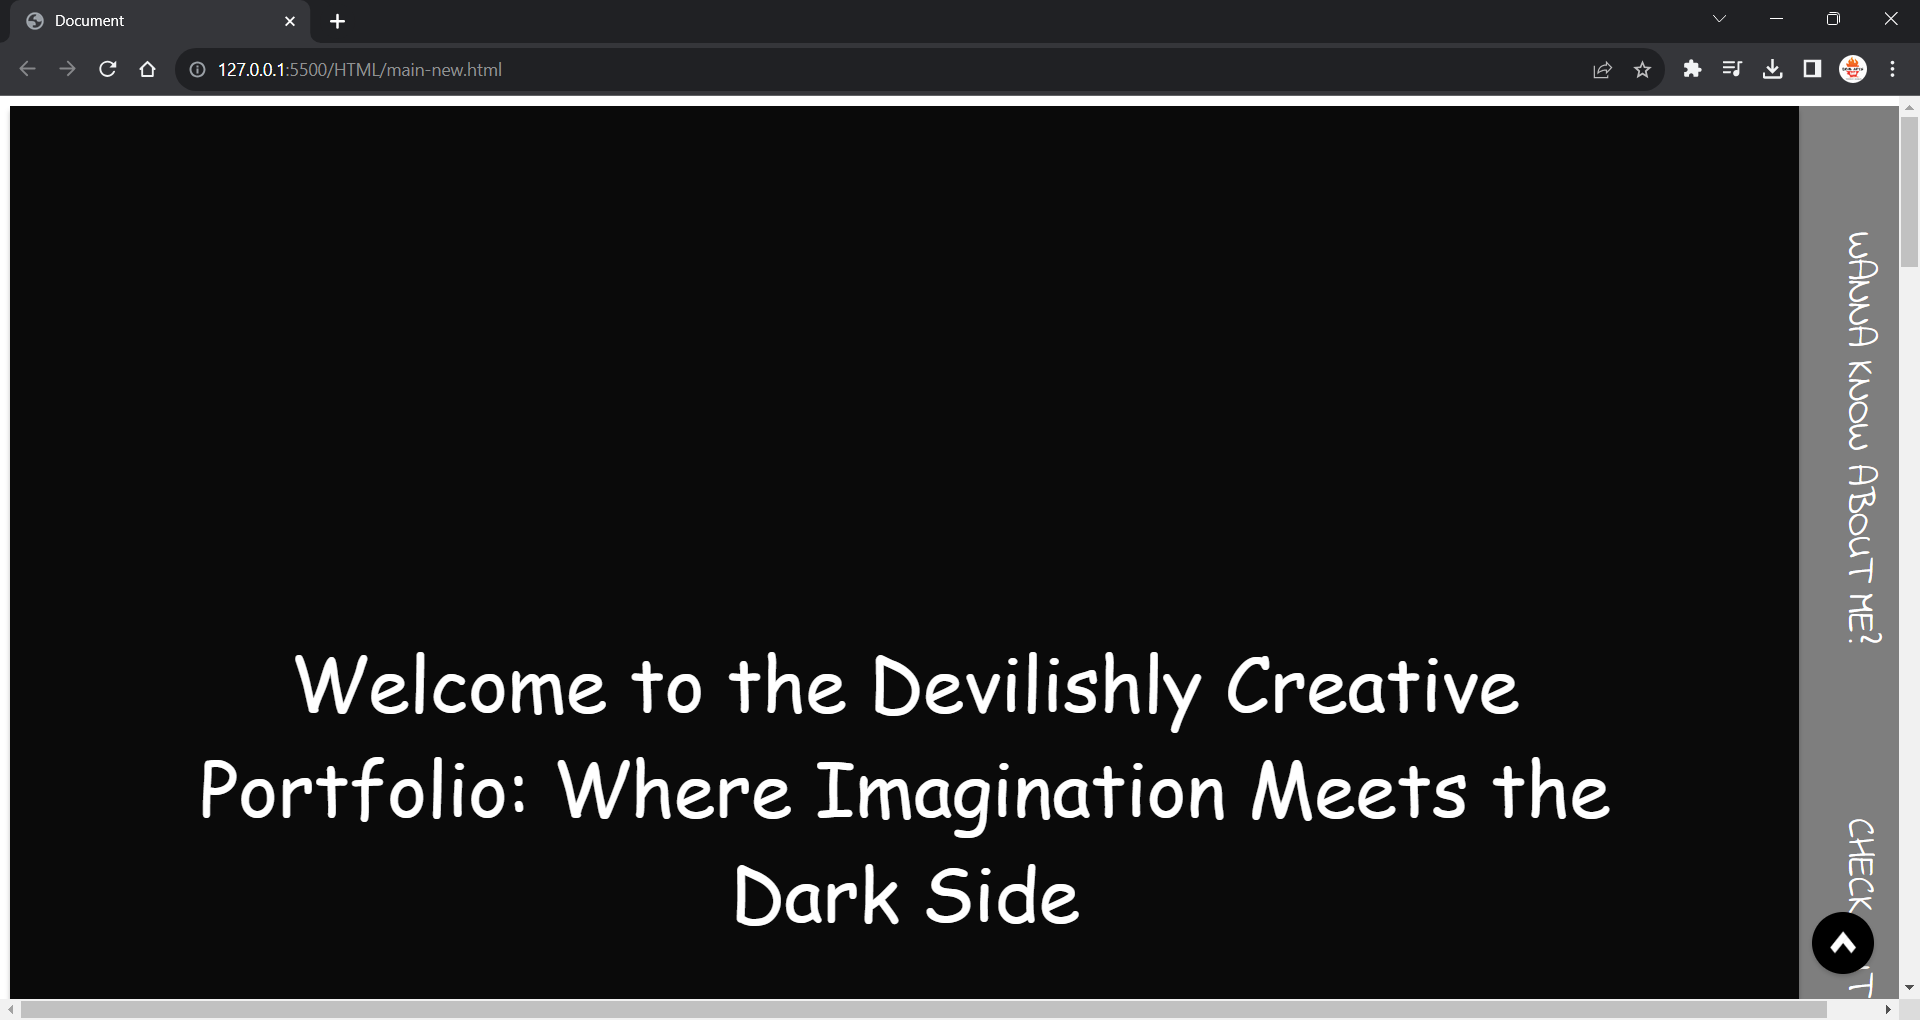 Document
127.0.0.1:5500/HTML/main-new.html
WANNA KNOW ABOUT ME?
Welcome to the Devilishly Creative
Portfolio: Where Imagination Meets the
Dark Side
CHECK